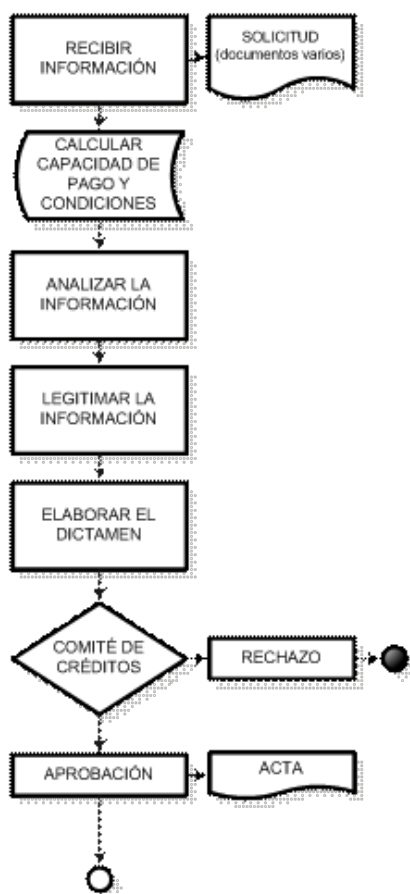 RECIBIR
INFORMACIÓN
SOLICITUD
(documentos varios)
CALCULAR
CAPACIDAD DE
PAGO Y
CONDICIONES
ANALIZAR LA
INFORMACIÓN
LEGITIMAR LA
INFORMACIÓN
ELABORAR EL
DICTAMEN
COMITÉ DE
CRÉDITOS
RECHAZO
APROBACIÓN
ACTA